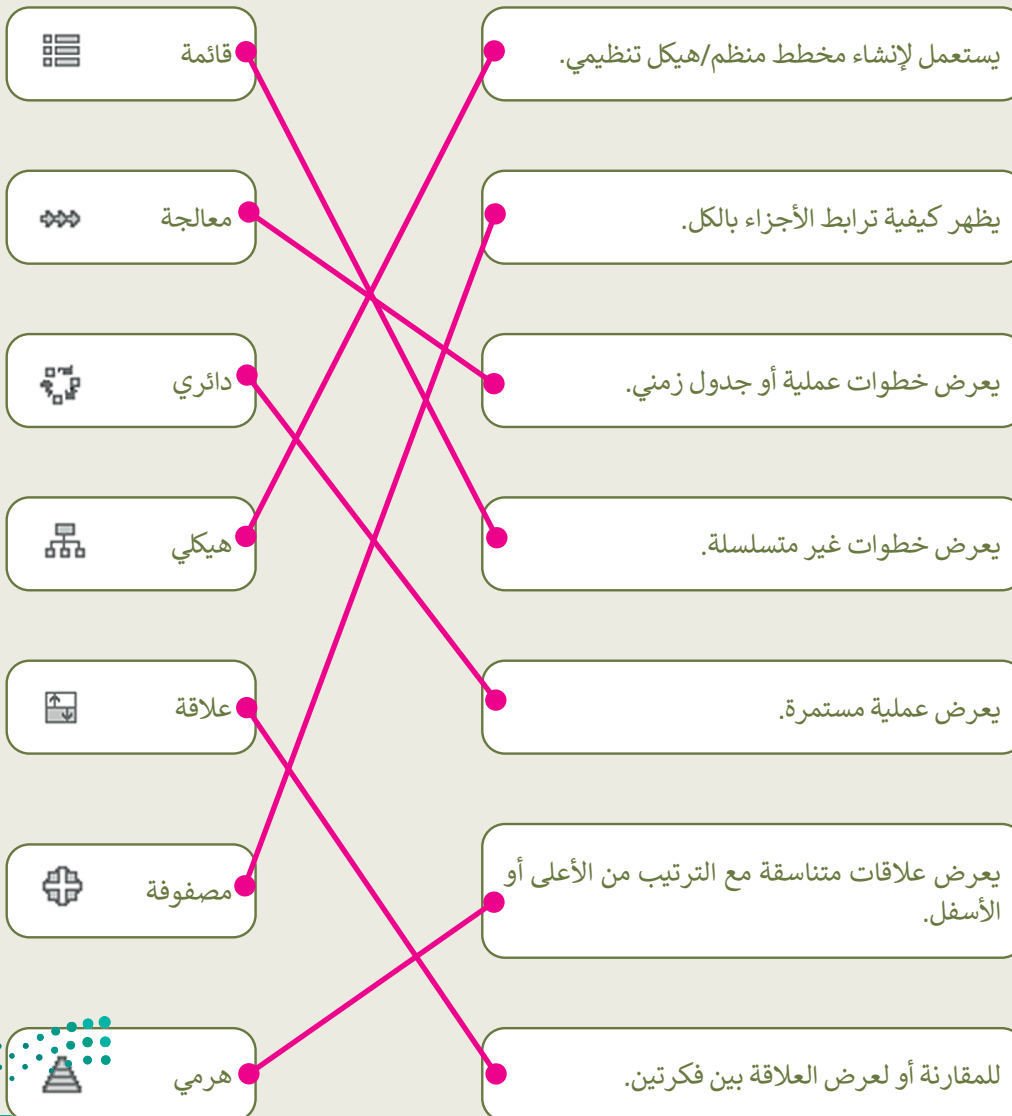 يستعمل لإنشاء مخطط منظم/هيكل تنظيمي.
قائمة
يظهر كيفية ترابط الأجزاء بالكل.
معالجة
يعرض خطوات عملية أو جدول زمني.
دائري
يعرض خطوات غير متسلسلة.
هيكلي
يعرض عملية مستمرة.
علاقة
يعرض علاقات متناسقة مع الترتيب من الأعلى أو
الأسفل.
مصفوفة
للمقارنة أو لعرض العلاقة بين فكرتين.
هرمي